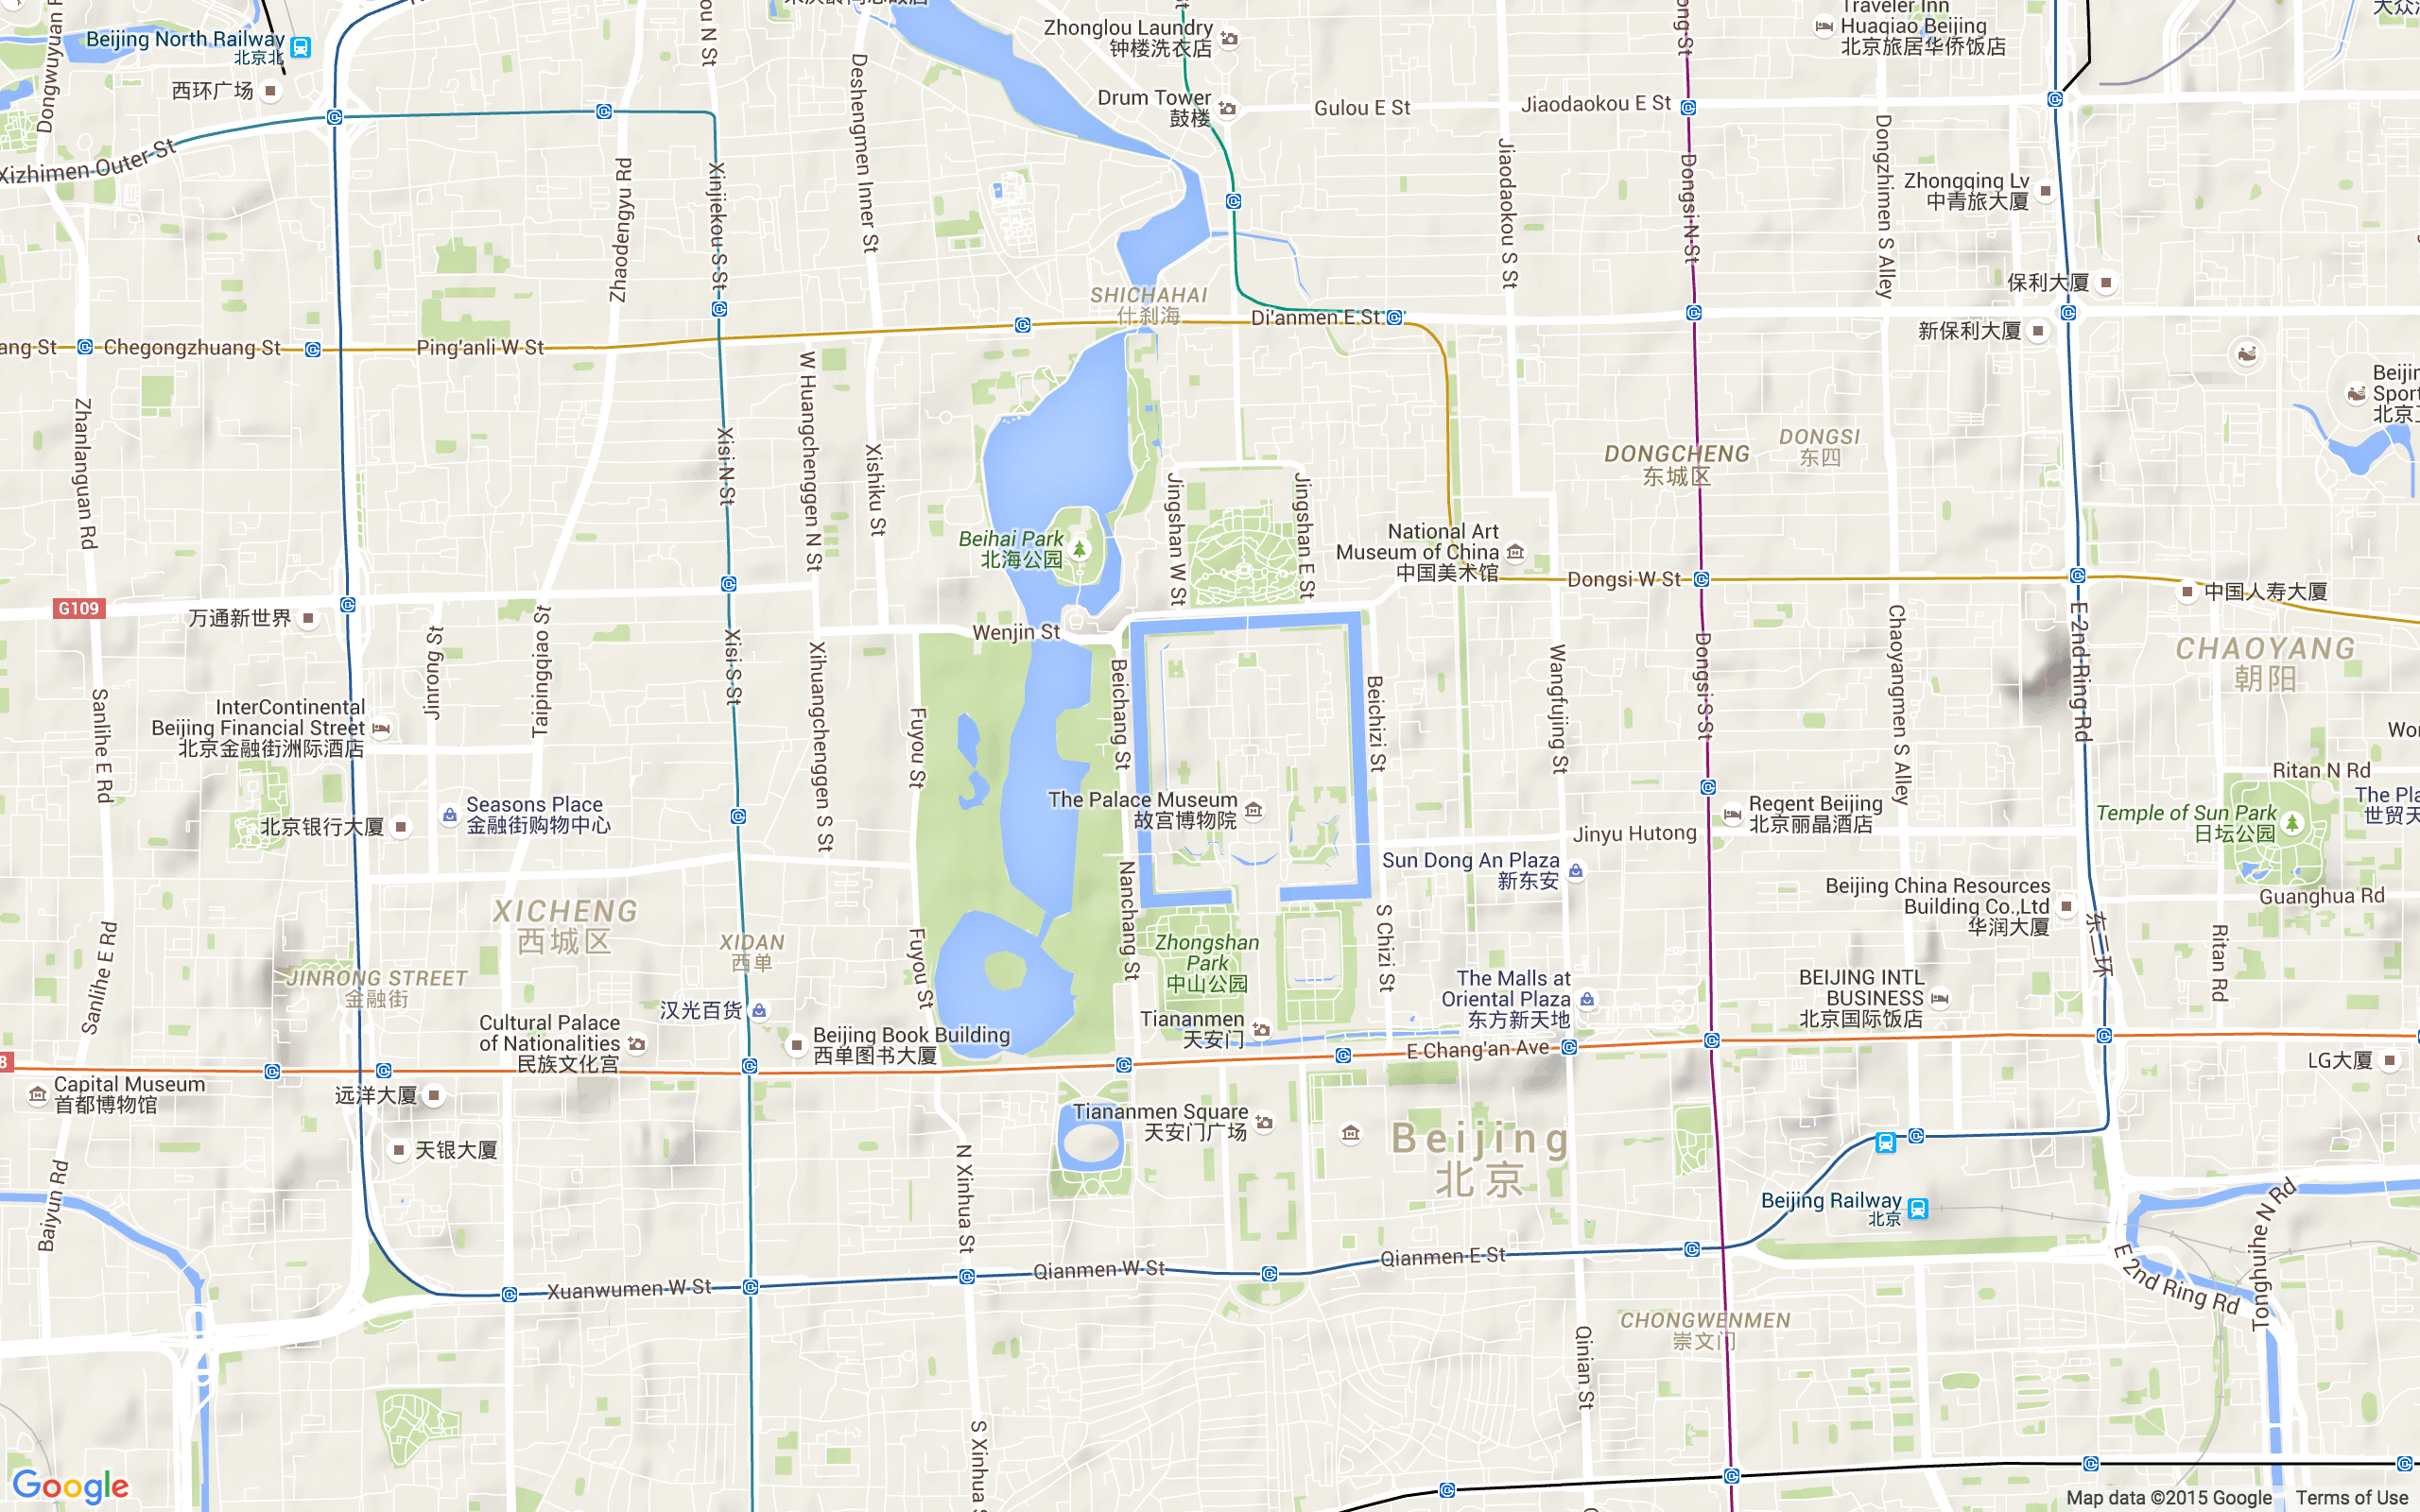 Beijing North Railway
北京北
西环广场
Xizhimen Outer St
Zhonglou Laundry
钟楼洗衣店
Drum Tower
鼓楼
Gulou E St
Jiaodaokou E St
Traveler Inn
Huaqiao Beijing
北京旅居华侨饭店
Zhongqing Lv
中青旅大厦
保利大厦
新保利大厦
Deshengmen Inner St
Zhaodengyu Rd
Xinjiekou S St
Jiaodaokou S St
Dongsi N St
Dongzhimen S Alley
SHICHAHAI
什刹海
Di'anmen E St
ang St
Chegongzhuang St
Ping'anli W St
Zhanlanguan Rd
W Huangchenggen N St
Xisi N St
Xishiku St
Jingshan W St
Jingshan E St
DONGCHENG
东城区
DONGSI
东四
Beihai Park
北海公园
National Art
Museum of China
中国美术馆
Dongsi W St
中国人寿大厦
G109
万通新世界
Wenjin St
CHAOYANG
朝阳
E 2nd Ring Rd
Jinrong St
Taipingqiao St
Xisi S St
Xihuangchenggen S St
Fuyou St
Beichang St
Beichizi St
Wangfujing St
Dongsi S St
Chaoyangmen S Alley
Sanlihe E Rd
InterContinental
Beijing Financial Street
北京金融街洲际酒店
Seasons Place
金融街购物中心
北京银行大厦
The Palace Museum
故宫博物院
Regent Beijing
北京丽晶酒店
Jinyu Hutong
Sun Dong An Plaza
新东安
Ritan N Rd
Temple of Sun Park
日坛公园
Guanghua Rd
Beijing China Resources
Building Co.,Ltd
华润大厦
东二环
Ritan Rd
XICHENG
西城区
XIDAN
西单
JINRONG STREET
金融街
Sanlihe E Rd
Fuyou St
Nanchang St
S Chizi St
Zhongshan
Park
中山公园
The Malls at
Oriental Plaza
东方新天地
BEIJING INTL
BUSINESS
北京国际饭店
汉光百货
Cultural Palace
of Nationalities
民族文化宫
Beijing Book Building
西单图书大厦
Tiananmen
天安门
E Chang'an Ave
LG大厦
Capital Museum
首都博物馆
远洋大厦
天银大厦
Tiananmen Square
天安门广场
Beijing
北京
Baiyun Rd
N Xinhua St
Beijing Railway
北京
Tonghuihe N Rd
E 2nd Ring Rd
Xuanwumen W St
Qianmen W St
Qianmen E St
CHONGWENMEN
崇文门
Qinian St
S Xinhua S
Google
Map data ©2015 Google
Terms of Use